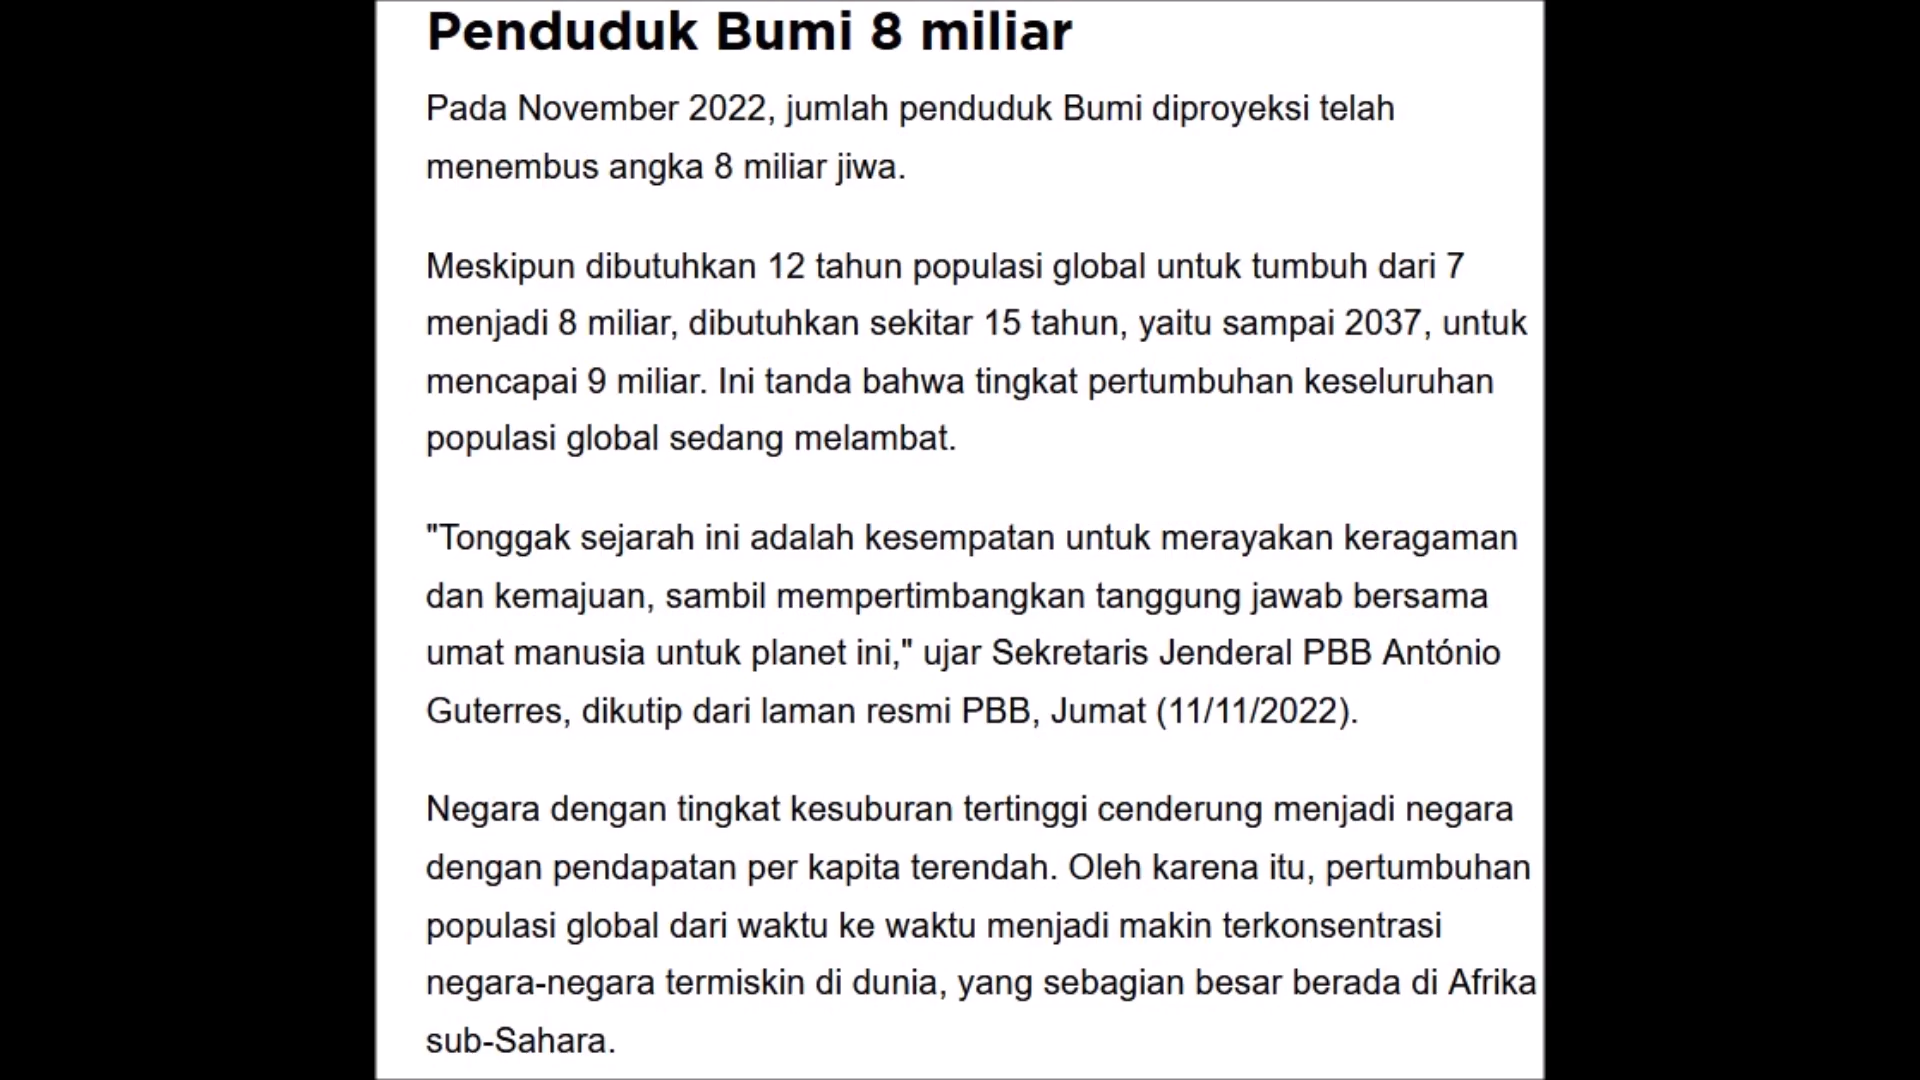 Penduduk Bumi 8 miliar
Pada November 2022, jumlah penduduk Bumi diproyeksi telah
menembus angka 8 miliar jiwa.
Meskipun dibutuhkan 12 tahun populasi global untuk tumbuh dari 7
menjadi 8 miliar, dibutuhkan sekitar 15 tahun, yaitu sampai 2037, untuk
mencapai 9 miliar. Ini tanda bahwa tingkat pertumbuhan keseluruhan
populasi global sedang melambat.
"Tonggak sejarah ini adalah kesempatan untuk merayakan keragaman
dan kemajuan, sambil mempertimbangkan tanggung jawab bersama
umat manusia untuk planet ini," ujar Sekretaris Jenderal PBB António
Guterres, dikutip dari laman resmi PBB, Jumat (11/11/2022).
Negara dengan tingkat kesuburan tertinggi cenderung menjadi negara
dengan pendapatan per kapita terendah. Oleh karena itu, pertumbuhan
populasi global dari waktu ke waktu menjadi makin terkonsentrasi
negara-negara termiskin di dunia, yang sebagian besar berada di Afrika
sub-Sahara.